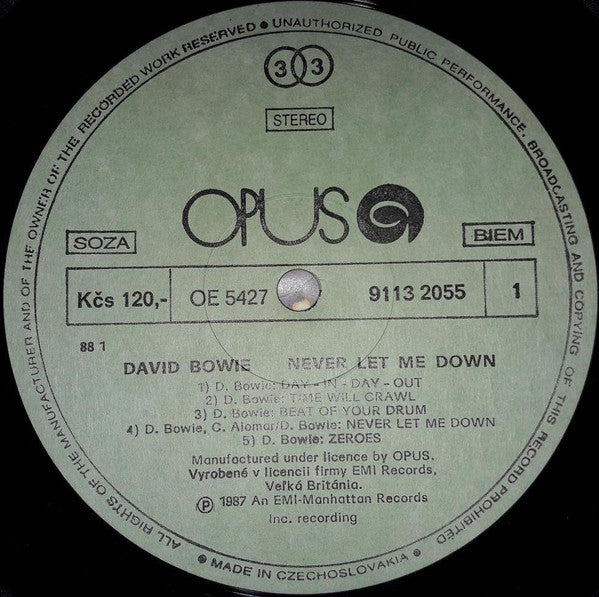 ALL RIGHTS OF THE MANUFACTURER AND OF THE OWNER OF THE RECORDED WORK RESERVED ● UNAUTHORIZED PUBLIC PERFORMANCE, BROADCASTING AND COPYING OF THIS RECORD PROHIBITED
33
STEREO
OPUS
SOZA
BIEM
Kčs 120,- OE 5427 9113 2055 1
88 1
DAVID BOWIE NEVER LET ME DOWN
1) D. Bowie: DAY - IN - DAY - OUT
2) D. Bowie: TIME WILL CRAWL
3) D. Bowie: BEAT OF YOUR DRUM
4) D. Bowie, C. Alomar/D. Bowie: NEVER LET ME DOWN
5) D. Bowie: ZEROES
Manufactured under licence by OPUS.
Vyrobené v licencii firmy EMI Records,
Veľká Británia.
Ⓟ 1987 An EMI-Manhattan Records
Inc. recording
● MADE IN CZECHOSLOVAKIA ●